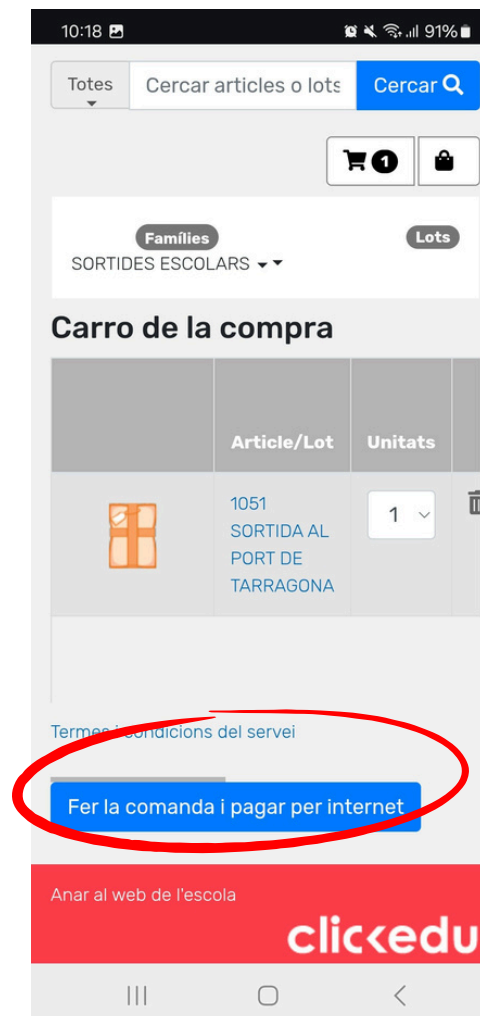 10:18 91%
Totes Cercar articles o lots Cercar
1
Famílies Lots
SORTIDES ESCOLARS
Carro de la compra
Article/Lot Unitats
1051 1
SORTIDA AL
PORT DE
TARRAGONA
Termes i condicions del servei
Fer la comanda i pagar per internet
Anar al web de l'escola
clickedu